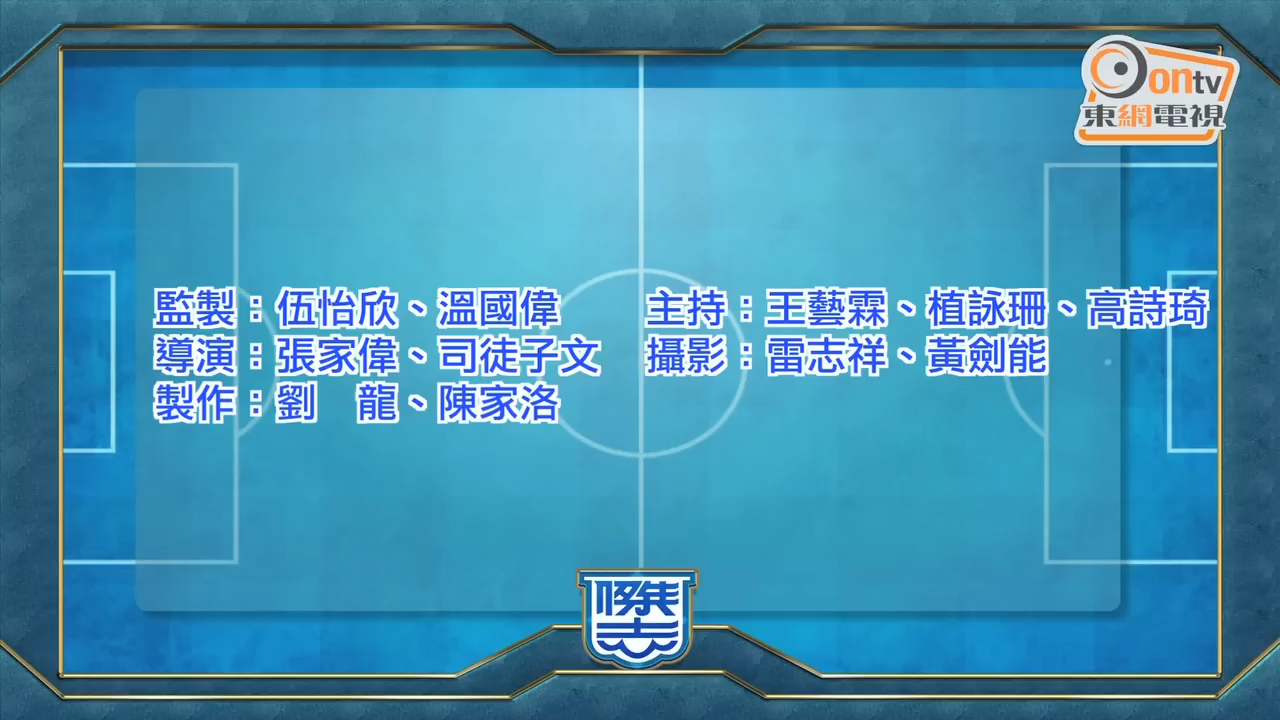 ontv
東網電視
監製：伍怡欣、溫國偉　　主持：王藝霖、植詠珊、高詩琦
導演：張家偉、司徒子文　攝影：雷志祥、黃劍能
製作：劉　龍、陳家洛
傑志